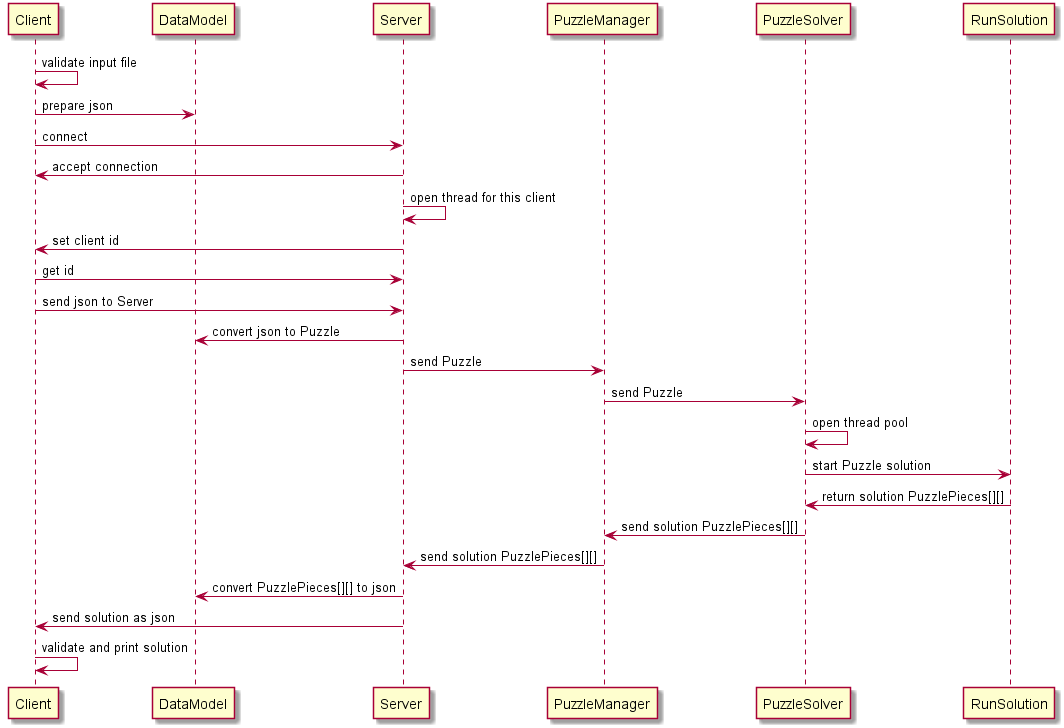 Client
DataModel
Server
PuzzleManager
PuzzleSolver
RunSolution
validate input file
prepare json
connect
accept connection
open thread for this client
set client id
get id
send json to Server
convert json to Puzzle
send Puzzle
send Puzzle
open thread pool
start Puzzle solution
return solution PuzzlePieces[][]
send solution PuzzlePieces[][]
send solution PuzzlePieces[][]
convert PuzzlePieces[][] to json
send solution as json
validate and print solution
Client
DataModel
Server
PuzzleManager
PuzzleSolver
RunSolution